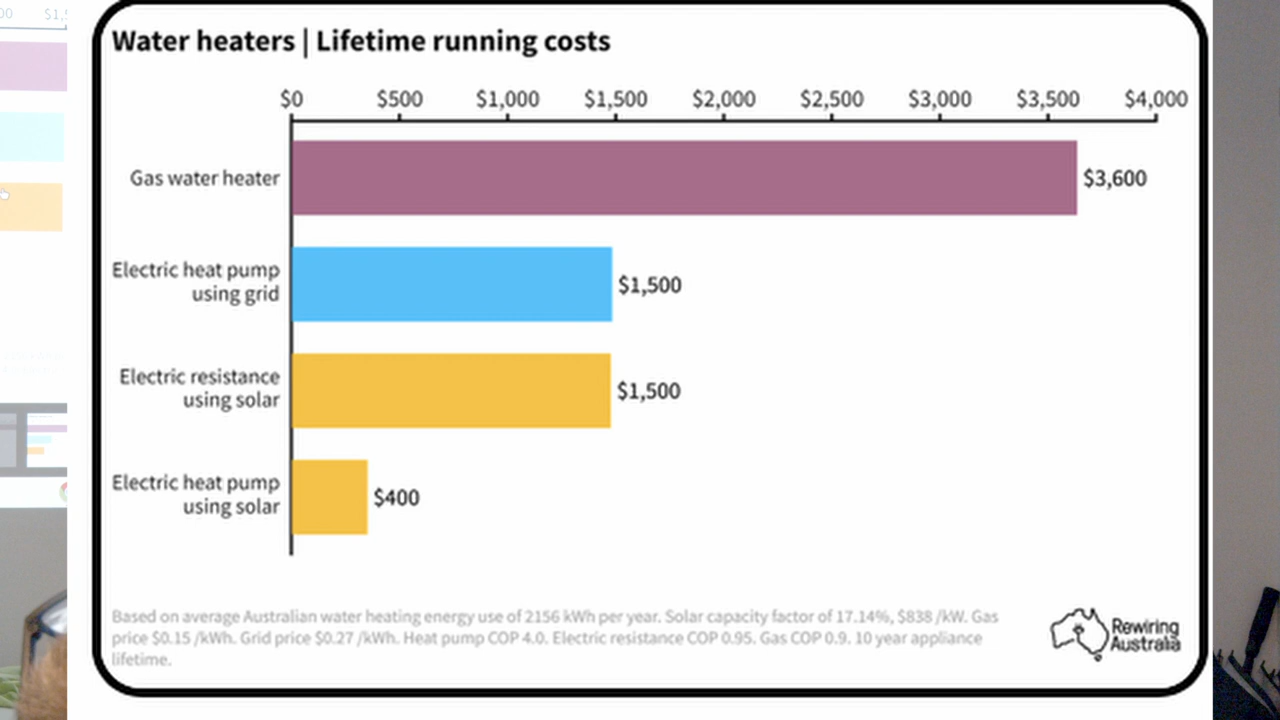 Water heaters | Lifetime running costs
$0 $500 $1,000 $1,500 $2,000 $2,500 $3,000 $3,500 $4,000
Gas water heater
$3,600
Electric heat pump
using grid
$1,500
Electric resistance
using solar
$1,500
Electric heat pump
using solar
$400
Based on average Australian water heating energy use of 2156 kWh per year. Solar capacity factor of 17.14%, $838 /kW. Gas
price $0.15 /kWh. Grid price $0.27 /kWh. Heat pump COP 4.0. Electric resistance COP 0.95. Gas COP 0.9. 10 year appliance
lifetime.
Rewiring
Australia